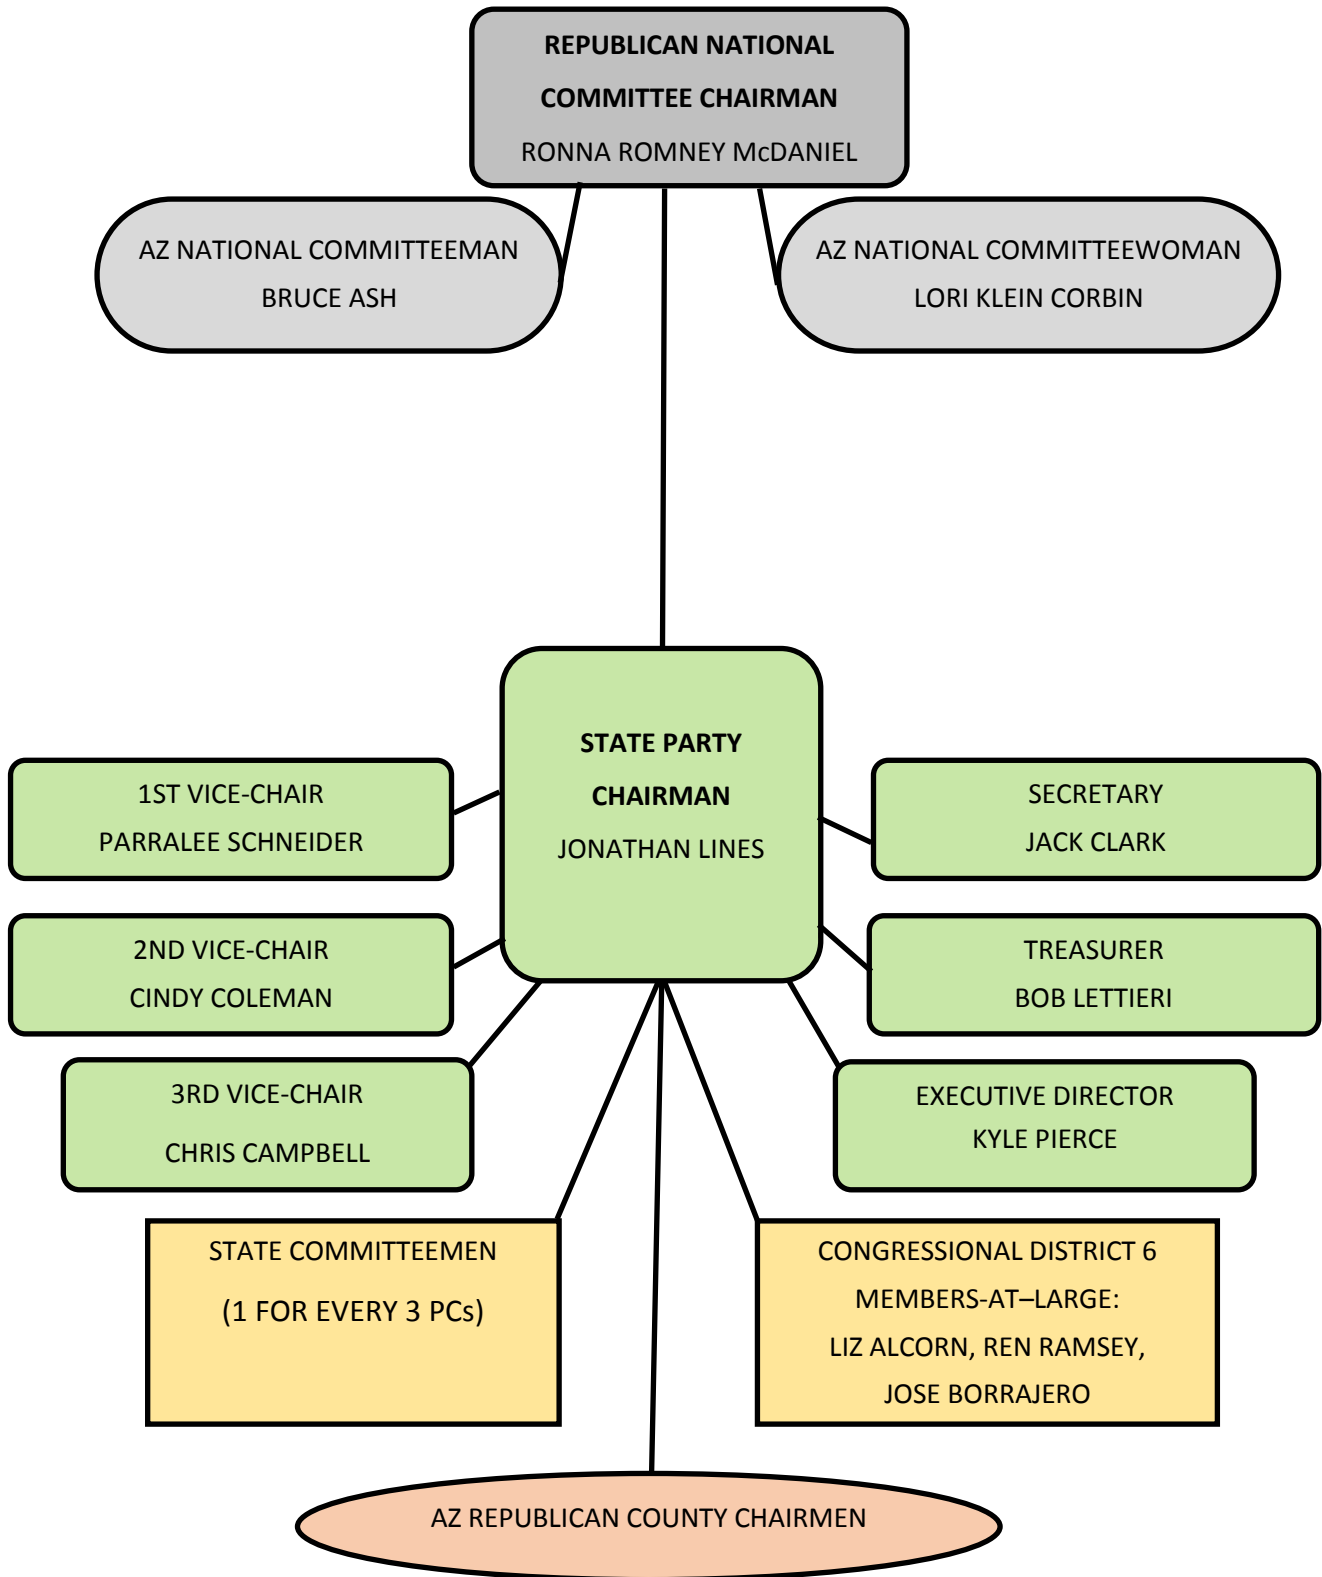 REPUBLICAN NATIONAL
COMMITTEE CHAIRMAN
RONNA ROMNEY McDANIEL
AZ NATIONAL COMMITTEEMAN
BRUCE ASH
AZ NATIONAL COMMITTEEWOMAN
LORI KLEIN CORBIN
STATE PARTY
CHAIRMAN
JONATHAN LINES
1ST VICE-CHAIR
PARRALEE SCHNEIDER
SECRETARY
JACK CLARK
2ND VICE-CHAIR
CINDY COLEMAN
TREASURER
BOB LETTIERI
3RD VICE-CHAIR
CHRIS CAMPBELL
EXECUTIVE DIRECTOR
KYLE PIERCE
STATE COMMITTEEMEN
(1 FOR EVERY 3 PCs)
CONGRESSIONAL DISTRICT 6
MEMBERS-AT–LARGE:
LIZ ALCORN, REN RAMSEY,
JOSE BORRAJERO
AZ REPUBLICAN COUNTY CHAIRMEN